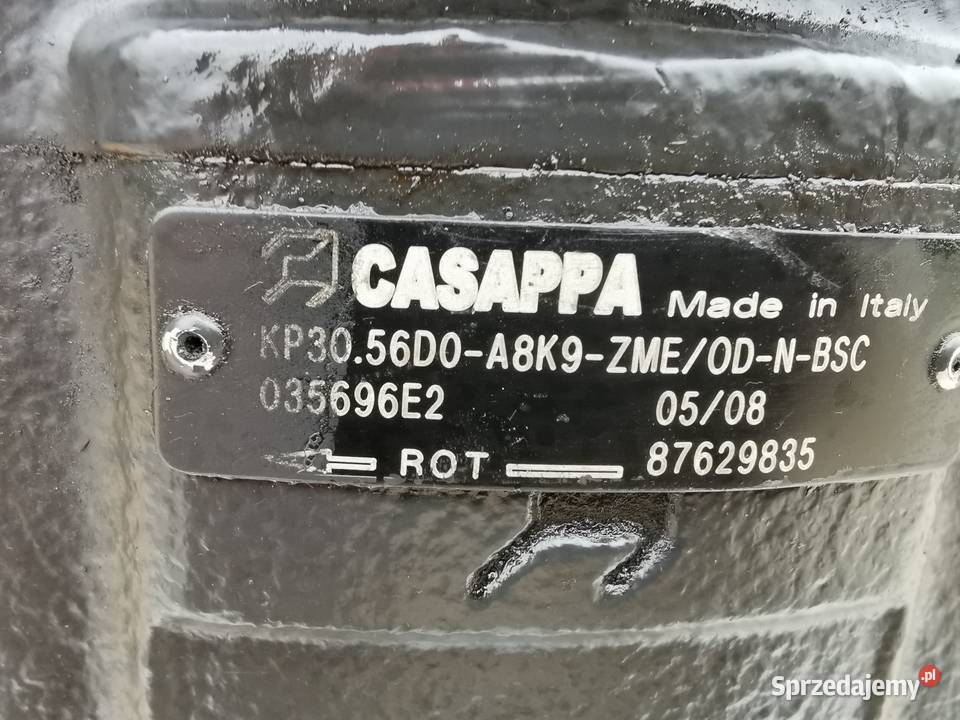 CASAPPA Made in Italy
KP30.56D0-A8K9-ZME/OD-N-BSC
035696E2 05/08
ROT 87629835
Sprzedajemy.pl